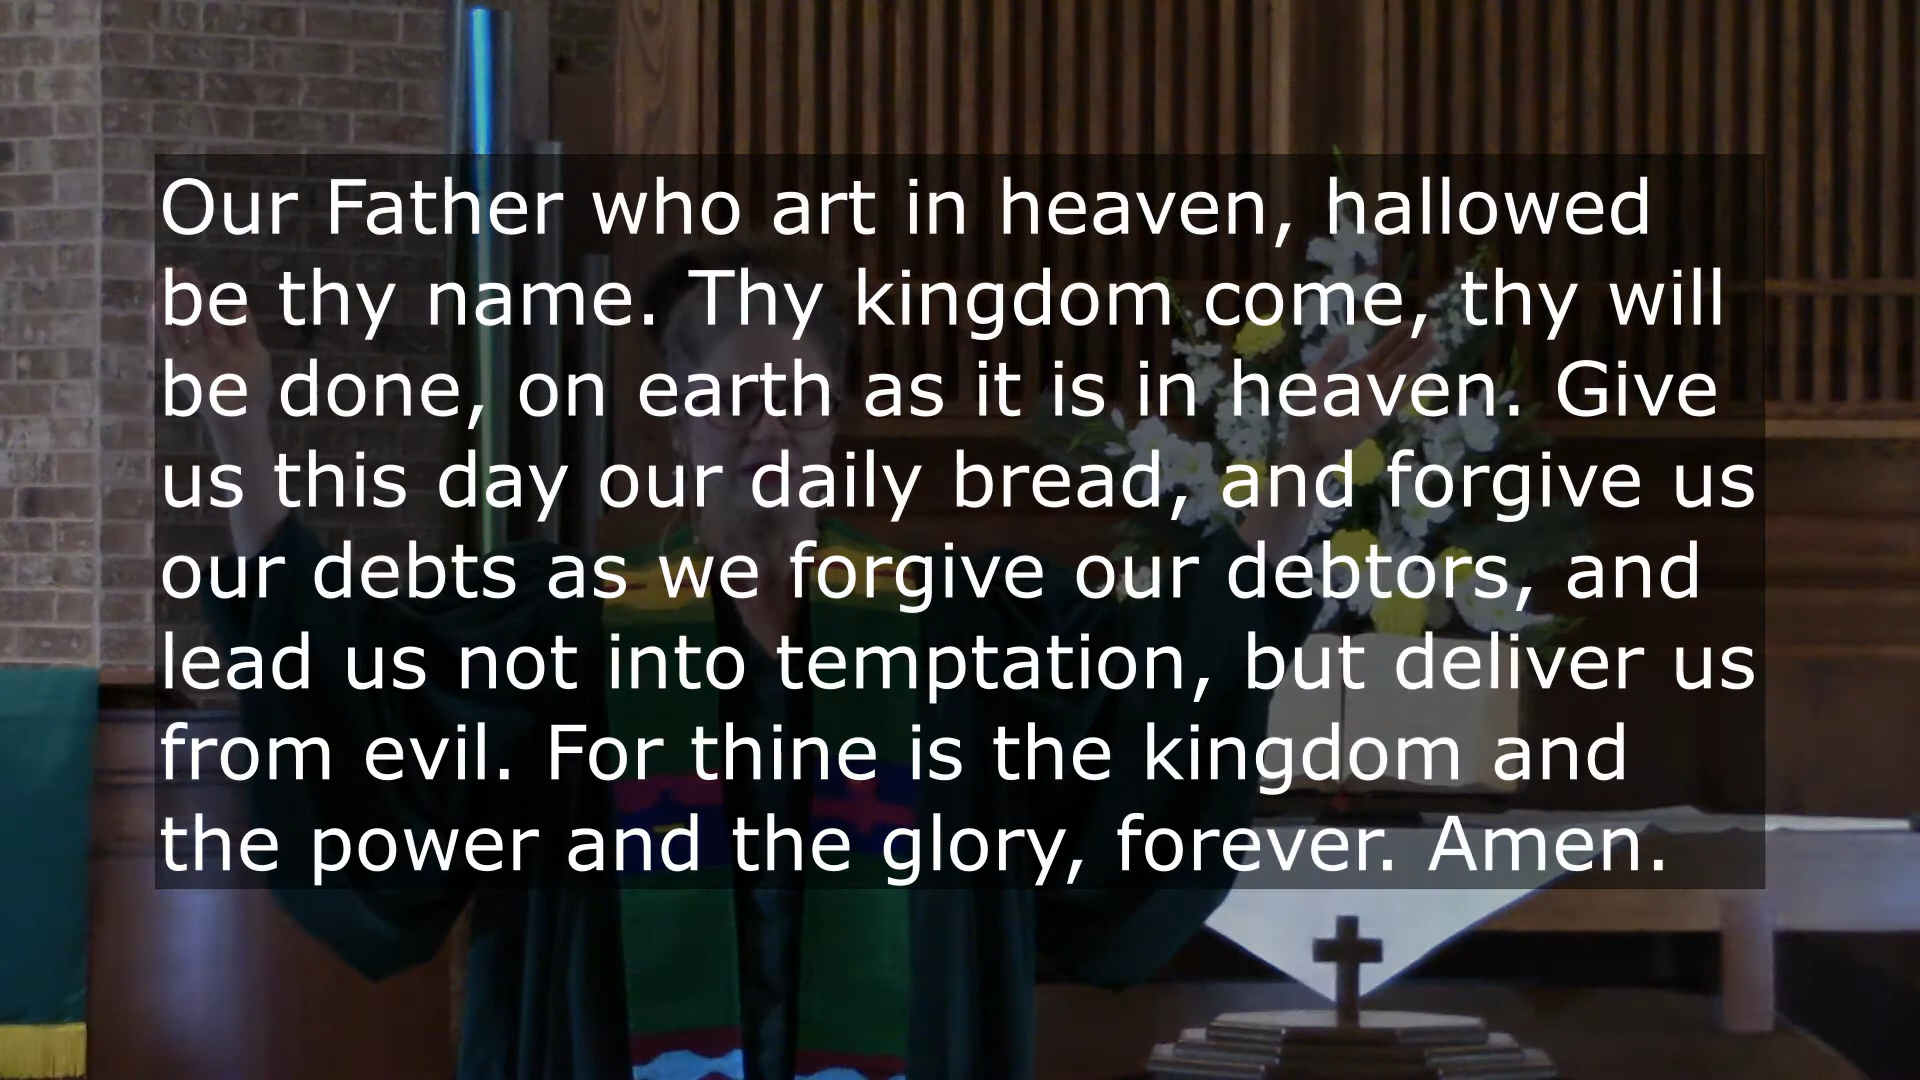 Our Father who art in heaven, hallowed
be thy name. Thy kingdom come, thy will
be done, on earth as it is in heaven. Give
us this day our daily bread, and forgive us
our debts as we forgive our debtors, and
lead us not into temptation, but deliver us
from evil. For thine is the kingdom and
the power and the glory, forever. Amen.